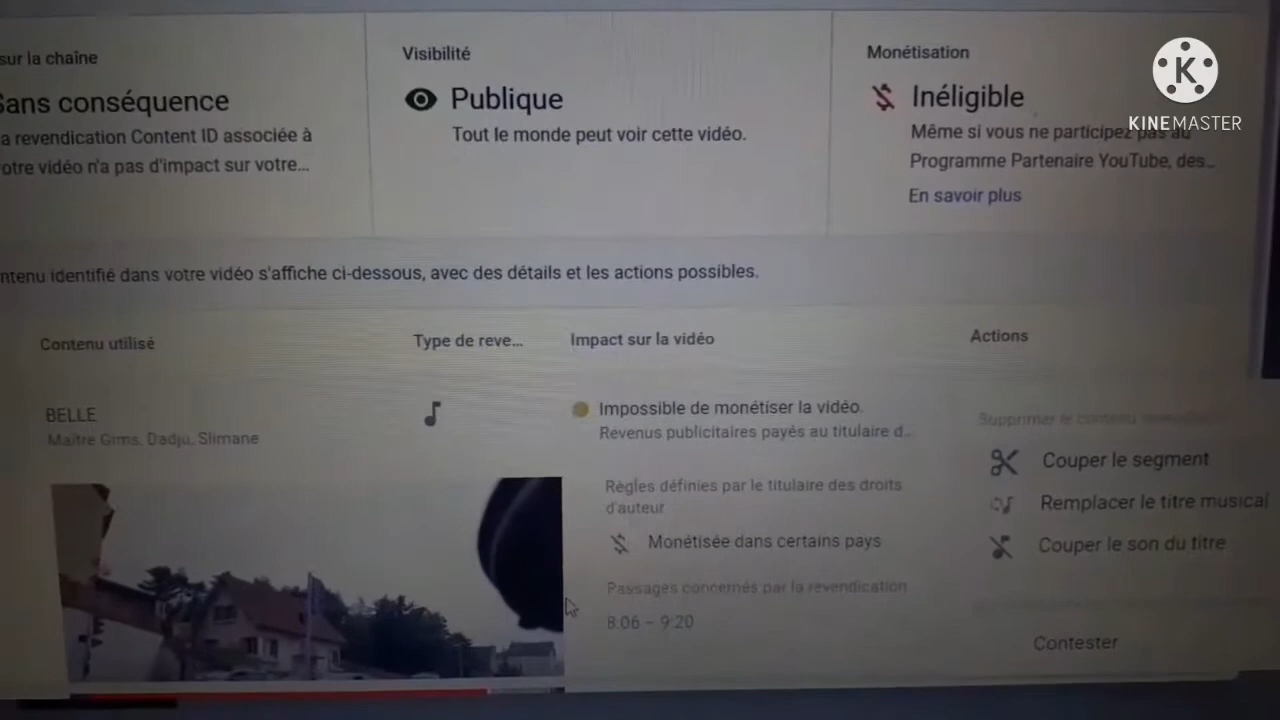 sur la chaîne
Sans conséquence
a revendication Content ID associée à
otre vidéo n'a pas d'impact sur votre...
Visibilité
Publique
Tout le monde peut voir cette vidéo.
Monétisation
Inéligible
Même si vous ne participez pas au
Programme Partenaire YouTube, des...
En savoir plus
K
KINEMASTER
ntenu identifié dans votre vidéo s'affiche ci-dessous, avec des détails et les actions possibles.
Contenu utilisé
Type de reve...
Impact sur la vidéo
Actions
BELLE
Maître Gims, Dadju, Slimane
Impossible de monétiser la vidéo.
Revenus publicitaires payés au titulaire d...
Règles définies par le titulaire des droits
d'auteur
Monétisée dans certains pays
Passages concernés par la revendication
8:06 – 9:20
Supprimer le contenu
Couper le segment
Remplacer le titre musical
Couper le son du titre
Contester